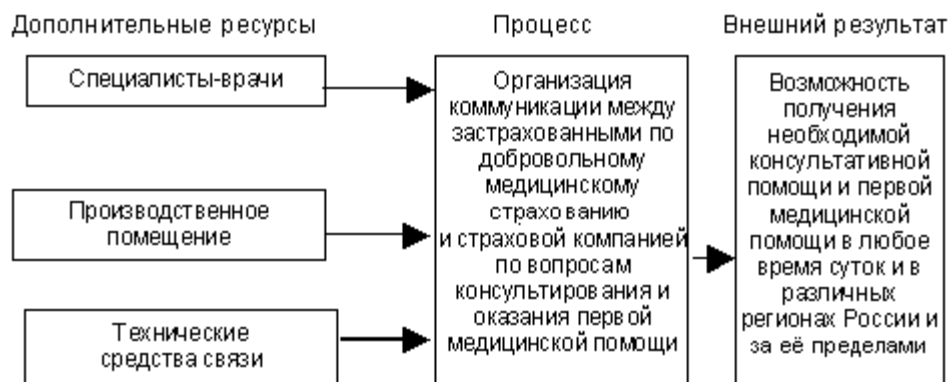 Дополнительные ресурсы
Процесс
Внешний результат
Специалисты-врачи
Производственное
помещение
Технические
средства связи
Организация
коммуникации между
застрахованными по
добровольному
медицинскому
страхованию
и страховой компанией
по вопросам
консультирования и
оказания первой
медицинской помощи
Возможность
получения
необходимой
консультативной
помощи и первой
медицинской
помощи в любое
время суток и в
различных
регионах России и
за её пределами